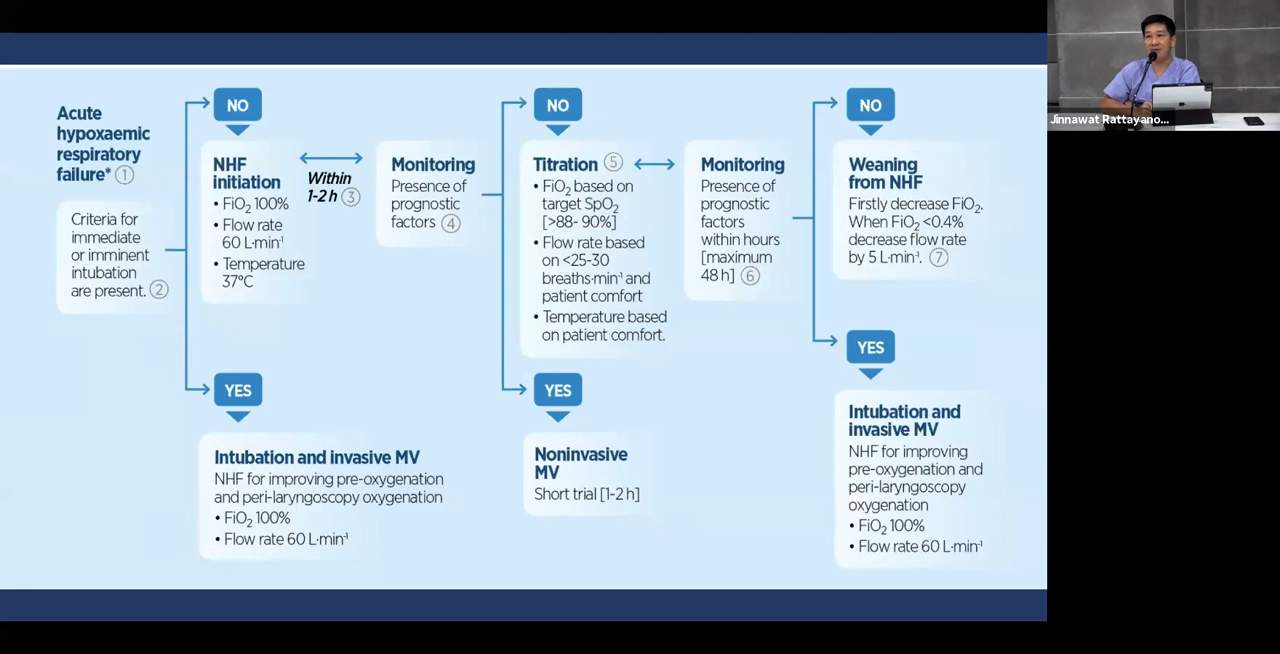 Acute
hypoxaemic
respiratory
failure* ①
Criteria for
immediate
or imminent
intubation
are present. ②
NO
NHF
initiation
• FiO₂ 100%
• Flow rate
60 L·min⁻¹
• Temperature
37°C
Within
1-2 h ③
YES
Intubation and invasive MV
NHF for improving pre-oxygenation
and peri-laryngoscopy oxygenation
• FiO₂ 100%
• Flow rate 60 L·min⁻¹
Monitoring
Presence of
prognostic
factors ④
NO
Titration ⑤
• FiO₂ based on
target SpO₂
[>88- 90%]
• Flow rate based
on <25-30
breaths·min⁻¹ and
patient comfort
• Temperature based
on patient comfort.
YES
Noninvasive
MV
Short trial [1-2 h]
Monitoring
Presence of
prognostic
factors
within hours
[maximum
48 h] ⑥
NO
Weaning
from NHF
Firstly decrease FiO₂.
When FiO₂ <0.4%
decrease flow rate
by 5 L·min⁻¹. ⑦
YES
Intubation and
invasive MV
NHF for improving
pre-oxygenation and
peri-laryngoscopy
oxygenation
• FiO₂ 100%
• Flow rate 60 L·min⁻¹
Jinnawat Rattayano...